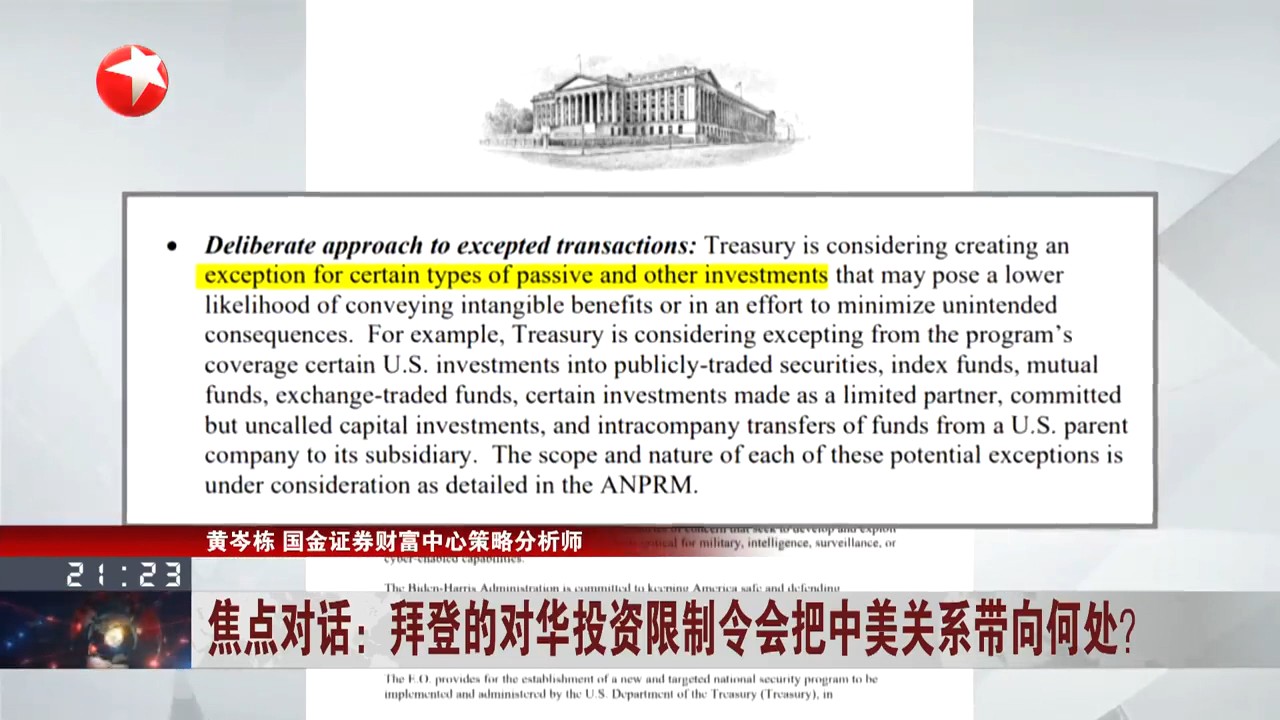 • Deliberate approach to excepted transactions: Treasury is considering creating an
exception for certain types of passive and other investments that may pose a lower
likelihood of conveying intangible benefits or in an effort to minimize unintended
consequences. For example, Treasury is considering excepting from the program's
coverage certain U.S. investments into publicly-traded securities, index funds, mutual
funds, exchange-traded funds, certain investments made as a limited partner, committed
but uncalled capital investments, and intracompany transfers of funds from a U.S. parent
company to its subsidiary. The scope and nature of each of these potential exceptions is
under consideration as detailed in the ANPRM.
黄岑栋 国金证券财富中心策略分析师
for military, intelligence, surveillance, or
cyber-enabled capabilities.
21:23
The Biden-Harris Administration is committed to keeping America safe and defending
焦点对话：拜登的对华投资限制令会把中美关系带向何处?
The E.O. provides for the establishment of a new and targeted national security program to be
implemented and administered by the U.S. Department of the Treasury (Treasury), in